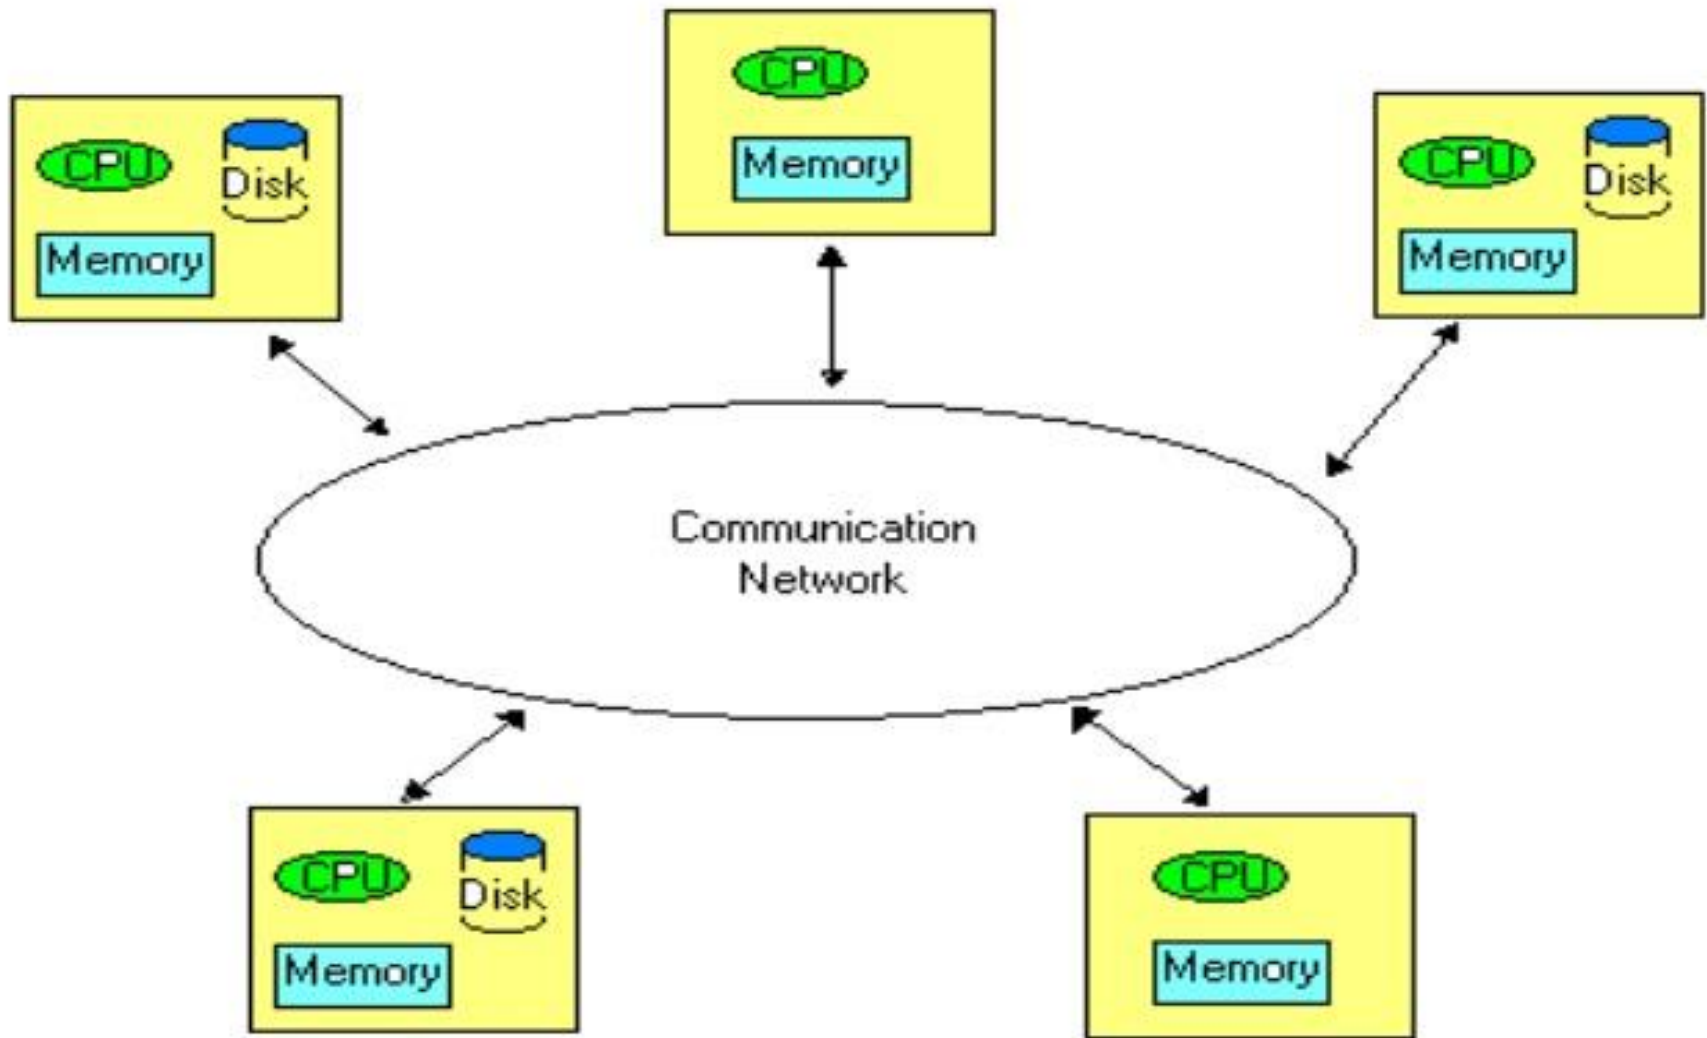 CPU
Disk
Memory
CPU
Memory
CPU
Disk
Memory
Communication
Network
CPU
Disk
Memory
CPU
Memory